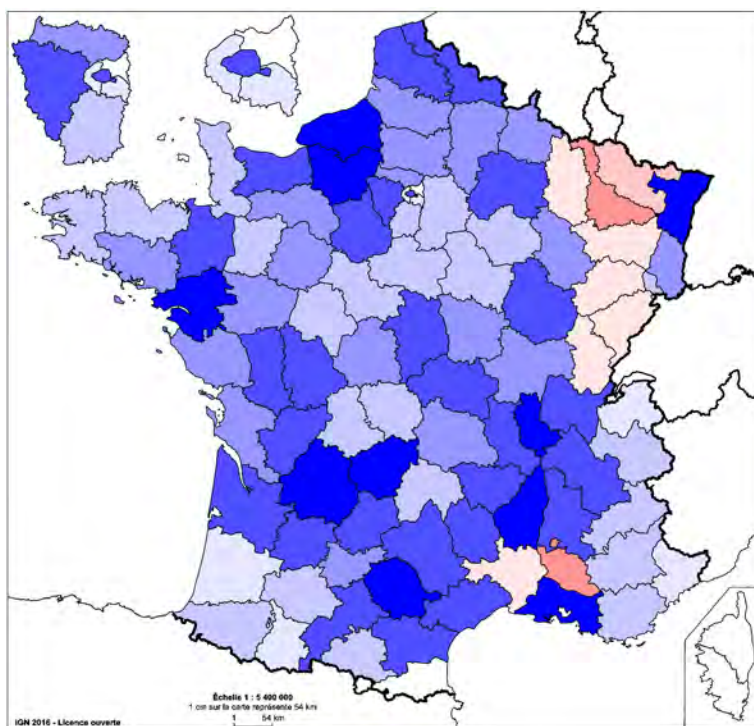 Échelle 1 : 5 400 000
1 cm sur la carte représente 54 km
1 54 km
IGN 2016 - Licence ouverte